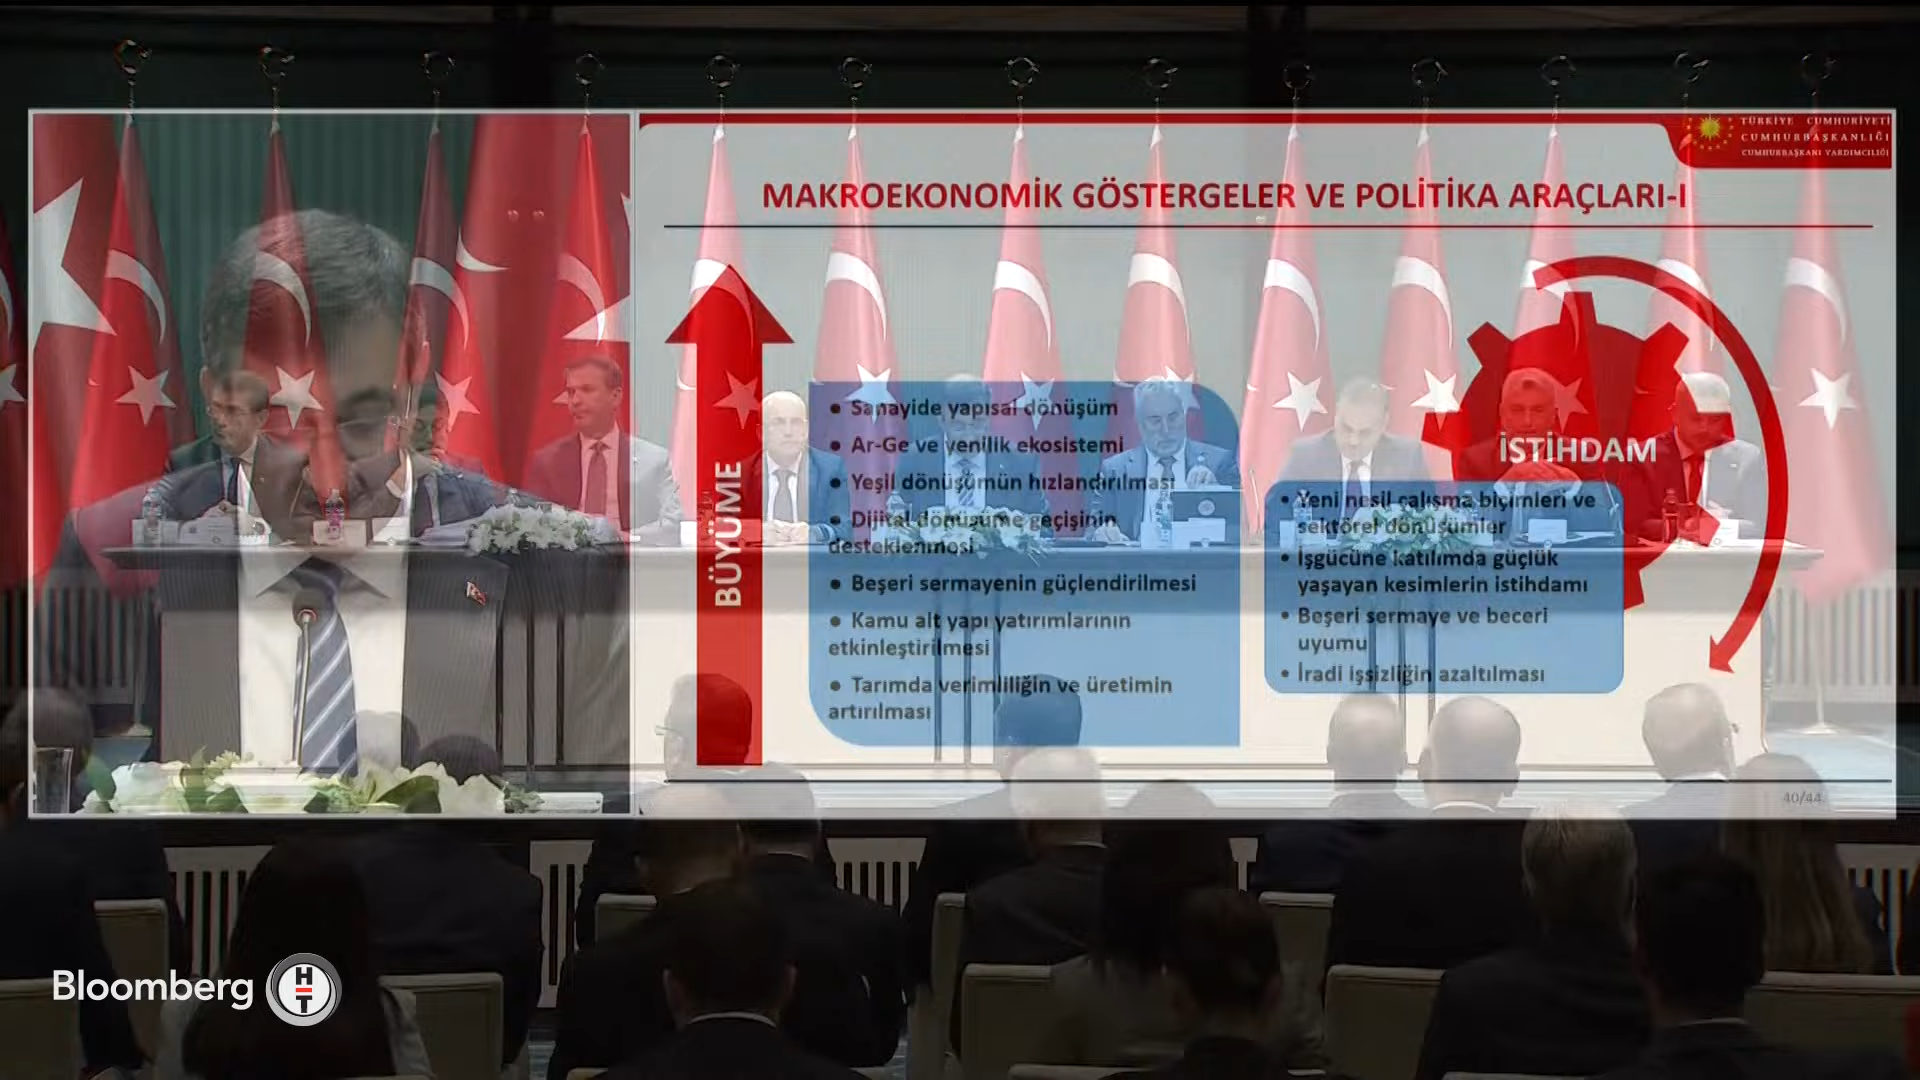 TÜRKİYE CUMHURİYETİ
CUMHURBAŞKANLIĞI
CUMHURBAŞKANI YARDIMCILIĞI
MAKROEKONOMİK GÖSTERGELER VE POLİTİKA ARAÇLARI-I
BÜYÜME
• Sanayide yapısal dönüşüm
• Ar-Ge ve yenilik ekosistemi
• Yeşil dönüşümün hızlandırılması
• Dijital dönüşüme geçişinin
desteklenmesi
• Beşeri sermayenin güçlendirilmesi
• Kamu alt yapı yatırımlarının
etkinleştirilmesi
• Tarımda verimliliğin ve üretimin
artırılması
İSTİHDAM
• Yeni nesil çalışma biçimleri ve
sektörel dönüşümler
• İşgücüne katılımda güçlük
yaşayan kesimlerin istihdamı
• Beşeri sermaye ve beceri
uyumu
• İradi işsizliğin azaltılması
40/44
Bloomberg HT